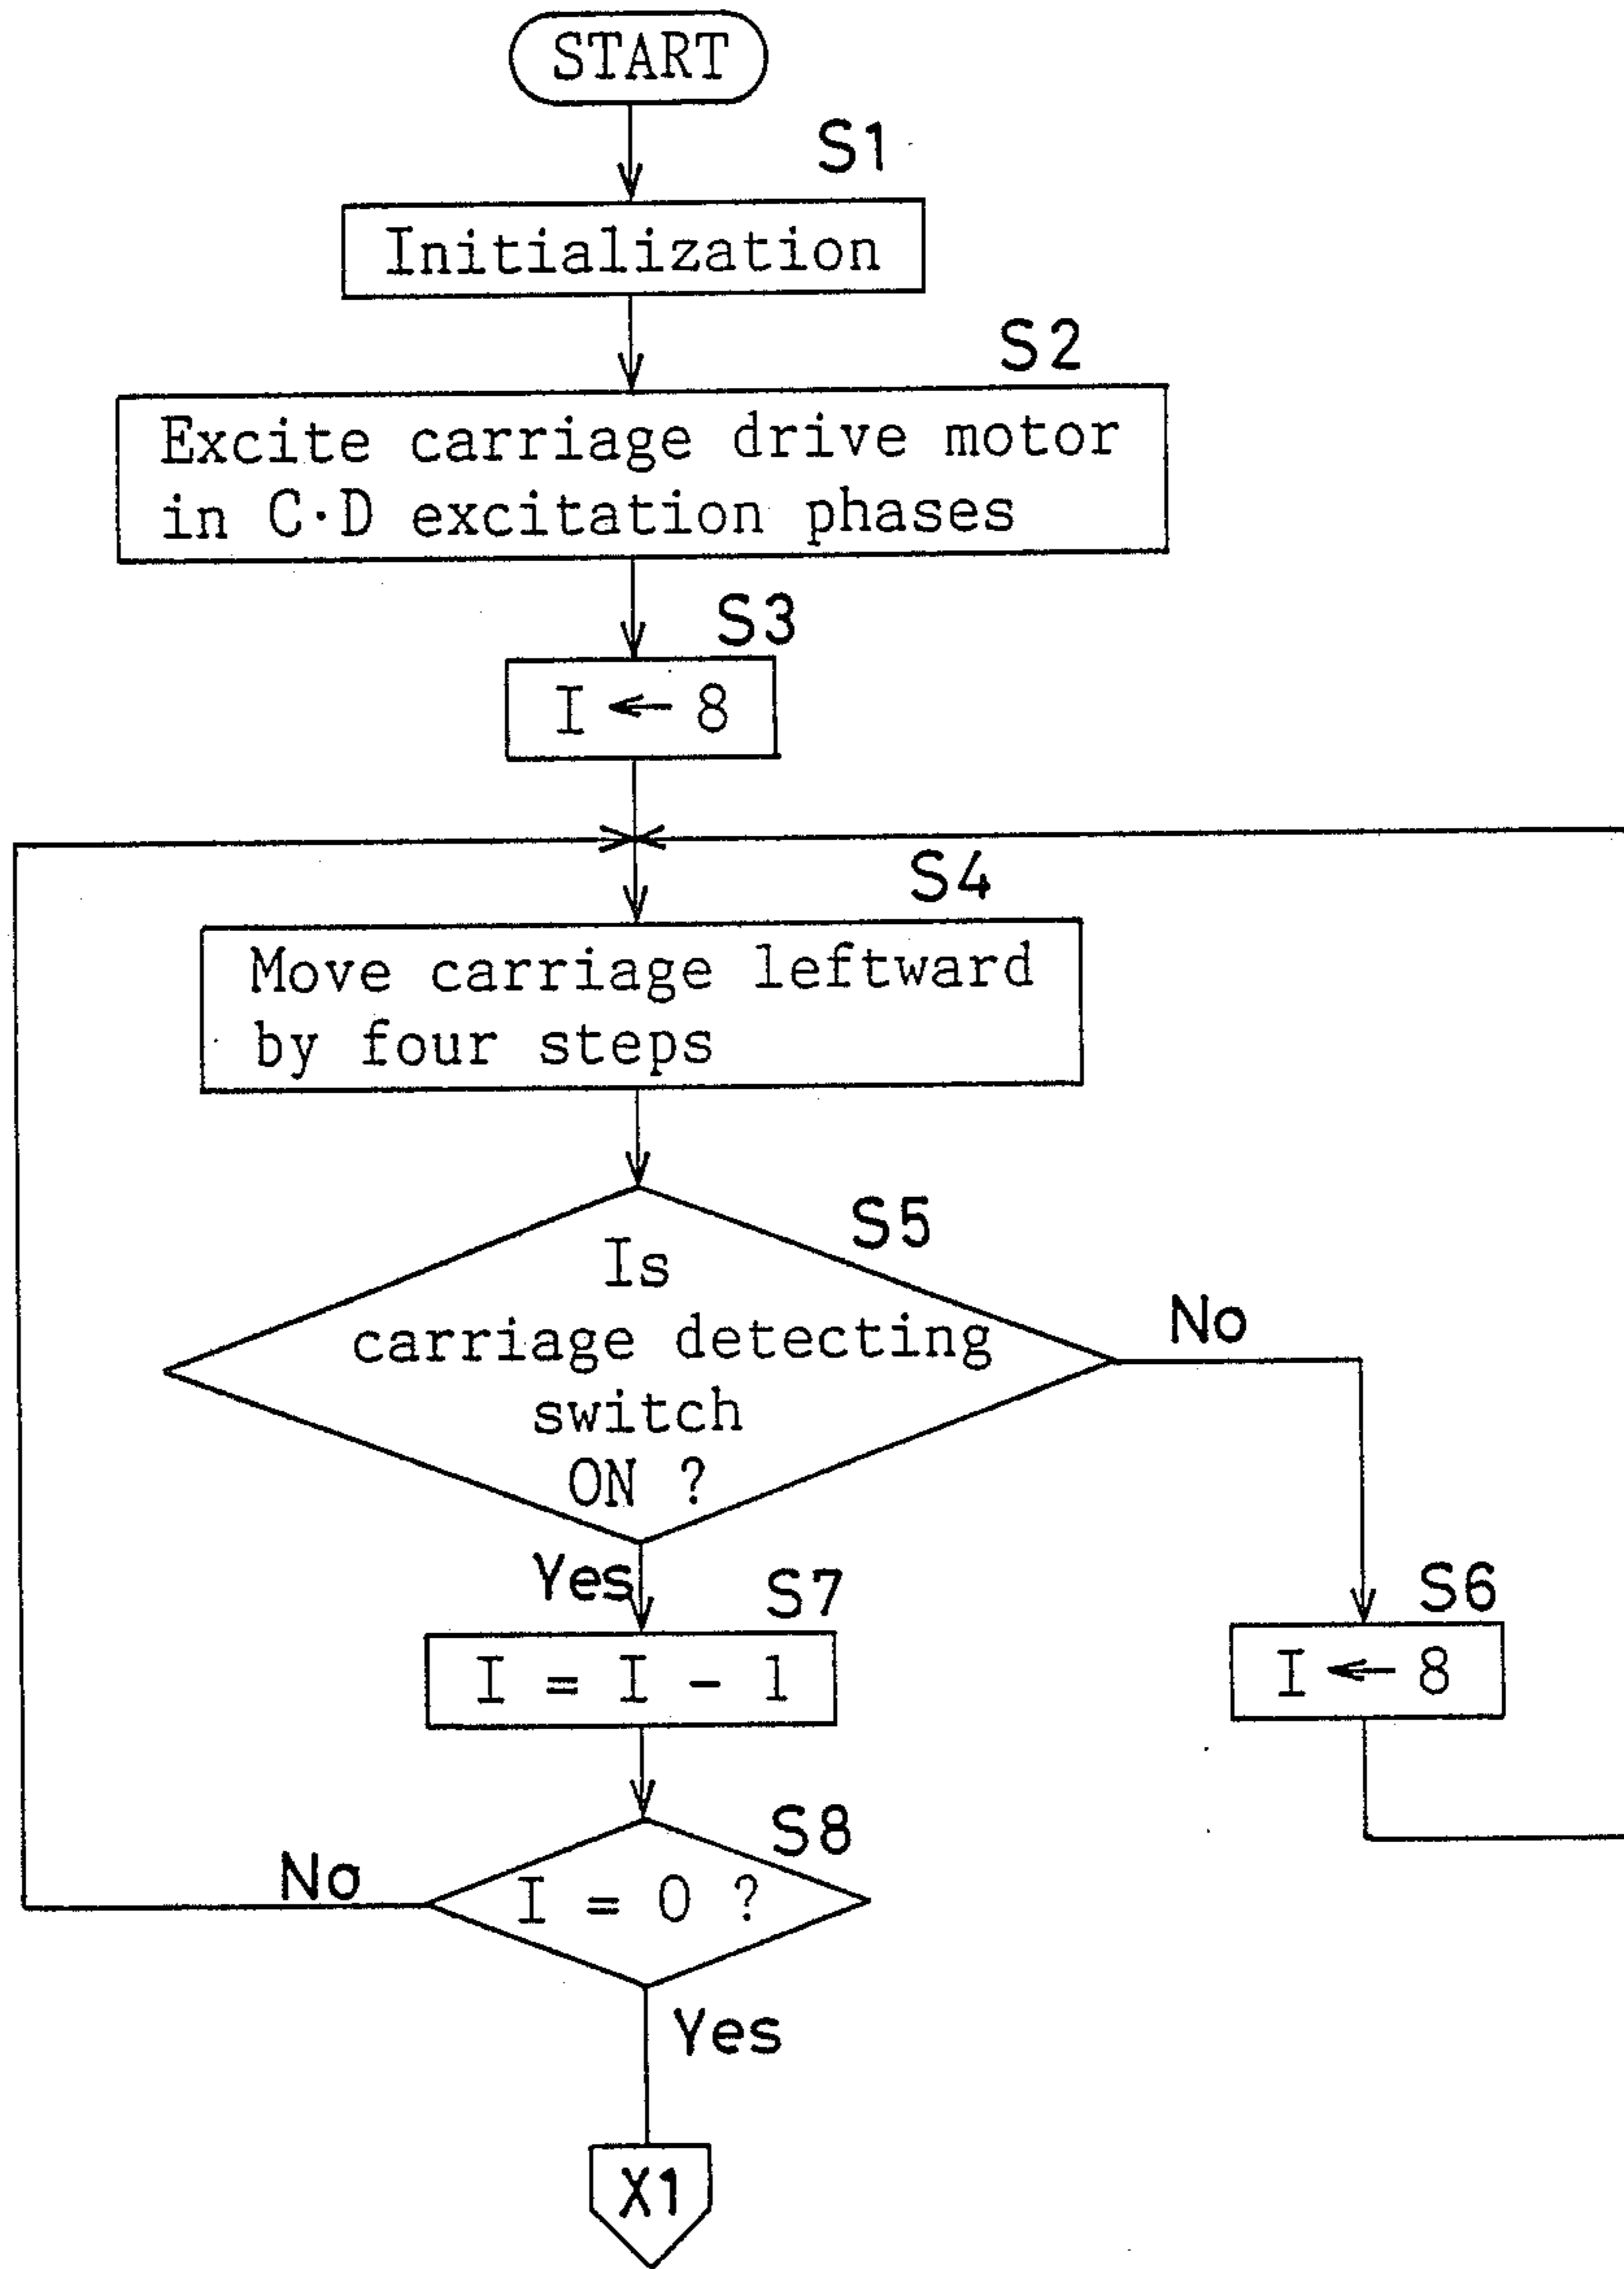 START
S1
Initialization
S2
Excite carriage drive motor
in C·D excitation phases
S3
I ← 8
S4
Move carriage leftward
by four steps
S5
Is
carriage detecting
switch
ON ?
No
Yes
S7
I = I - 1
S6
I ← 8
S8
No
I = 0 ?
Yes
X1